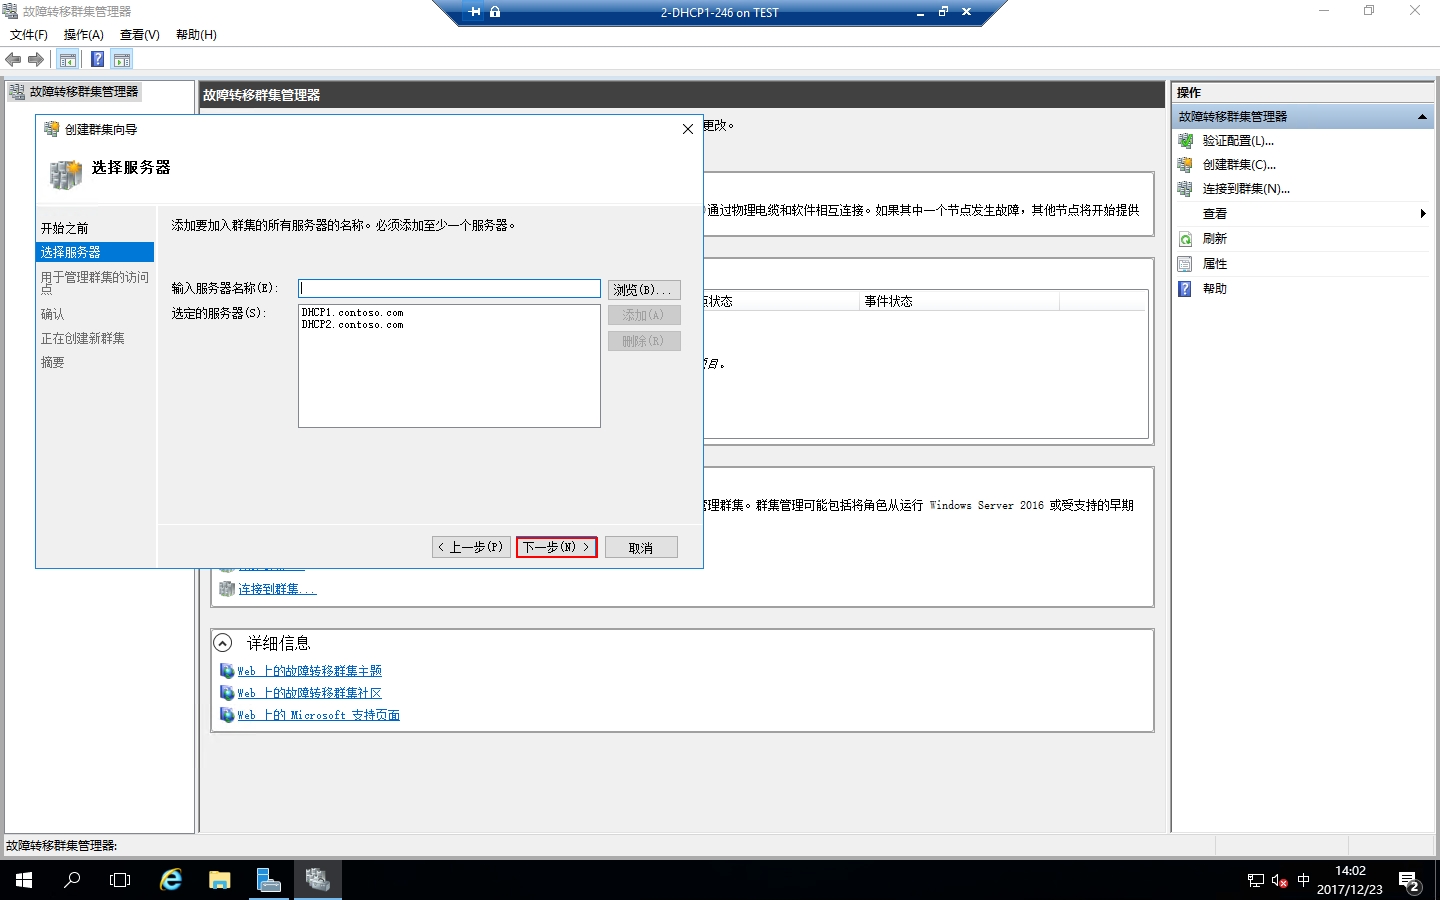 故障转移群集管理器
2-DHCP1-246 on TEST
文件(F) 操作(A) 查看(V) 帮助(H)
故障转移群集管理器
故障转移群集管理器
更改。
创建群集向导
选择服务器
开始之前
选择服务器
用于管理群集的访问点
确认
正在创建新群集
摘要
添加要加入群集的所有服务器的名称。必须添加至少一个服务器。
输入服务器名称(E):
浏览(B)...
选定的服务器(S):
DHCP1.contoso.com
DHCP2.contoso.com
添加(A)
删除(R)
< 上一步(P)
下一步(N) >
取消
通过物理电缆和软件相互连接。如果其中一个节点发生故障，其他节点将开始提供
状态
事件状态
目。
管理群集。群集管理可能包括将角色从运行 Windows Server 2016 或受支持的早期
连接到群集...
详细信息
Web 上的故障转移群集主题
Web 上的故障转移群集社区
Web 上的 Microsoft 支持页面
操作
故障转移群集管理器
验证配置(L)...
创建群集(C)...
连接到群集(N)...
查看
刷新
属性
帮助
故障转移群集管理器:
中
14:02
2017/12/23
2